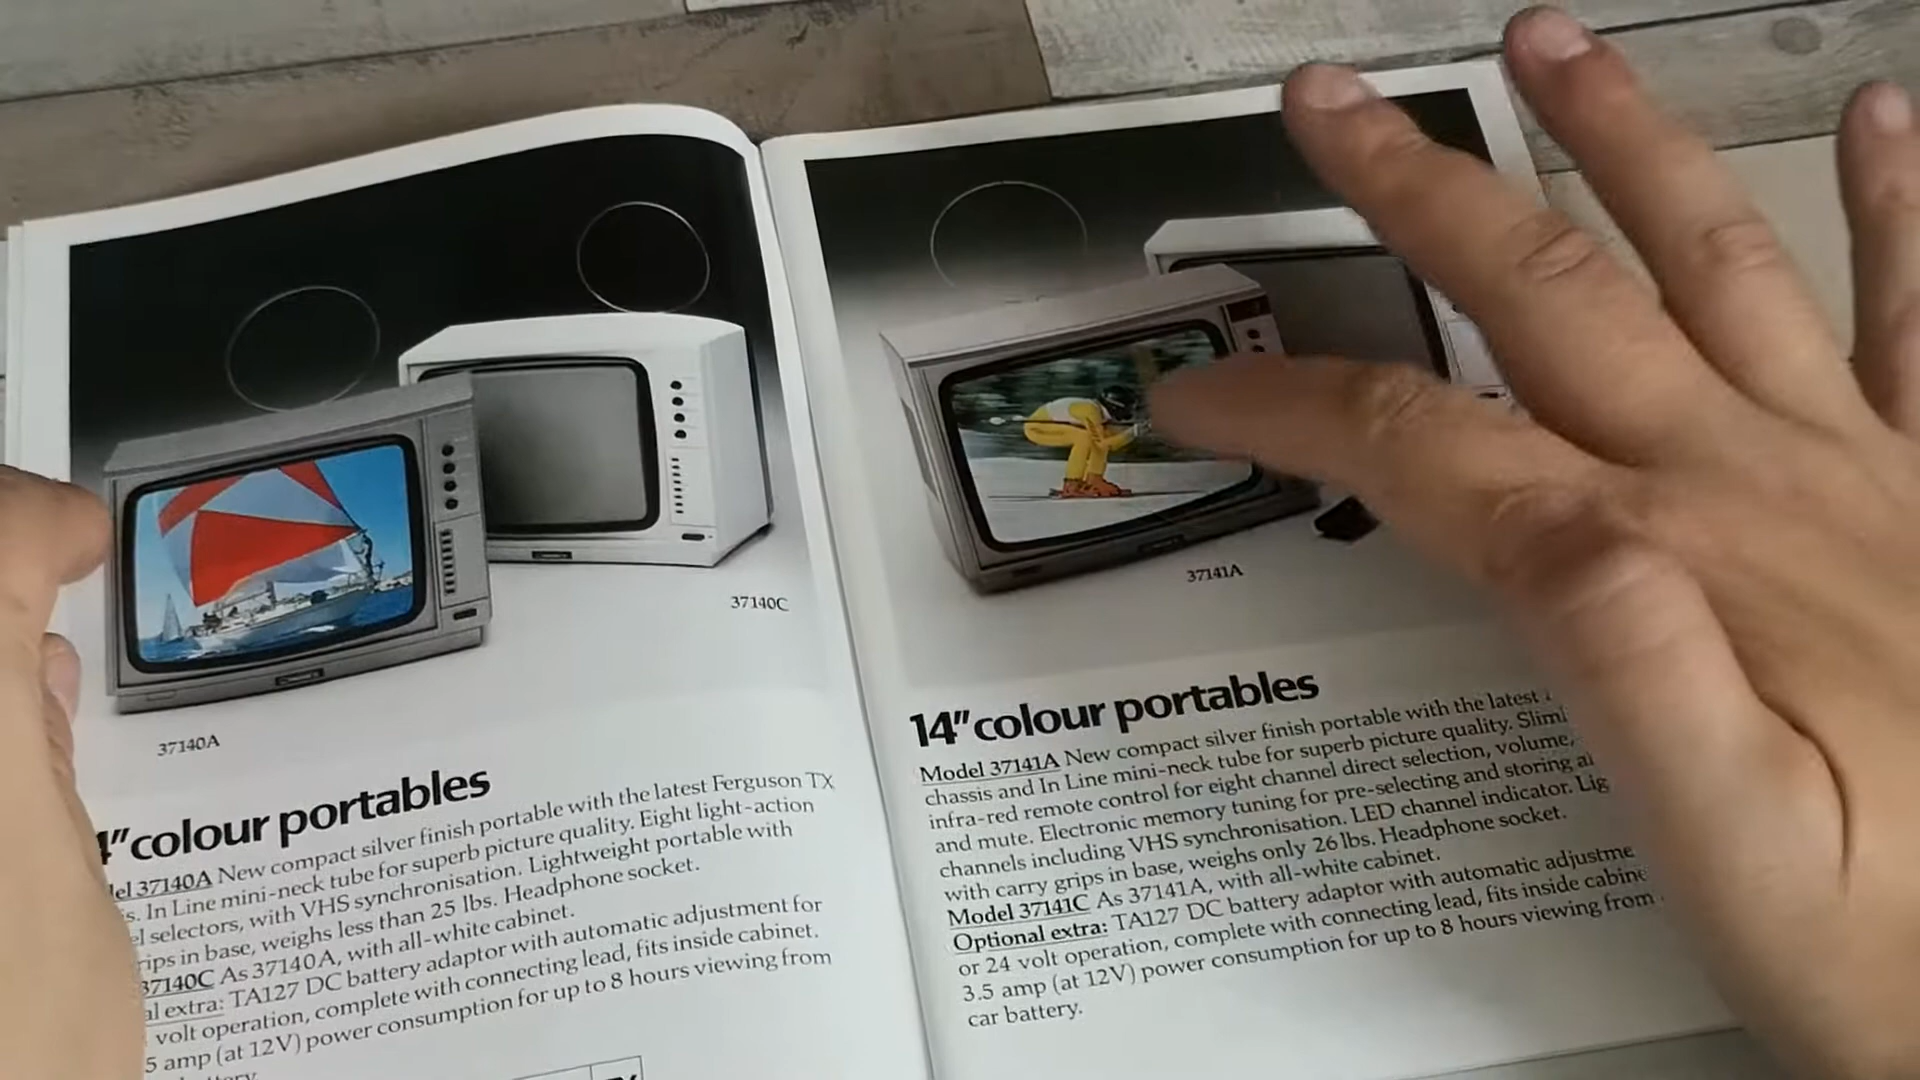 37140C
37140A
4" colour portables
37140A New compact silver finish portable with the latest Ferguson TX
In Line mini-neck tube for superb picture quality. Eight light-action
selectors, with VHS synchronisation. Lightweight portable with
in base, weighs less than 25 lbs. Headphone socket.
37140C As 37140A, with all-white cabinet.
extra: TA127 DC battery adaptor with automatic adjustment for
volt operation, complete with connecting lead, fits inside cabinet.
5 amp (at 12V) power consumption for up to 8 hours viewing from
37141A
14" colour portables
Model 37141A New compact silver finish portable with the latest
chassis and In Line mini-neck tube for superb picture quality.
infra-red remote control for eight channel direct selection, volume,
and mute. Electronic memory tuning for pre-selecting and storing
channels including VHS synchronisation. LED channel indicator.
with carry grips in base, weighs only 26 lbs. Headphone socket.
Model 37141C As 37141A, with all-white cabinet.
Optional extra: TA127 DC battery adaptor with automatic
or 24 volt operation, complete with connecting lead, fits inside
3.5 amp (at 12V) power consumption for up to 8 hours viewing from
car battery.